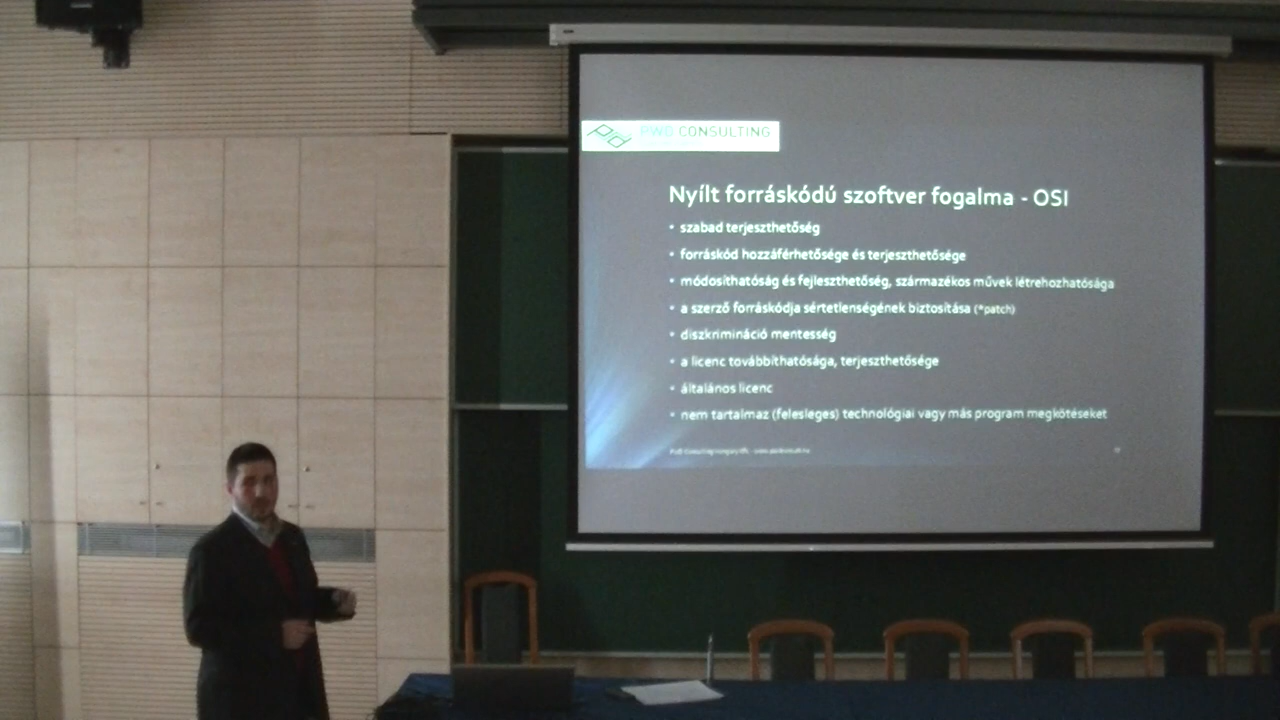 PWD CONSULTING
Nyílt forráskódú szoftver fogalma - OSI
• szabad terjeszthetőség
• forráskód hozzáférhetősége és terjeszthetősége
• módosíthatóság és fejleszthetőség, származékos művek létrehozhatósága
• a szerző forráskódja sértetlenségének biztosítása (*patch)
• diszkrimináció mentesség
• a licenc továbbíthatósága, terjeszthetősége
• általános licenc
• nem tartalmaz (felesleges) technológiai vagy más program megkötéseket